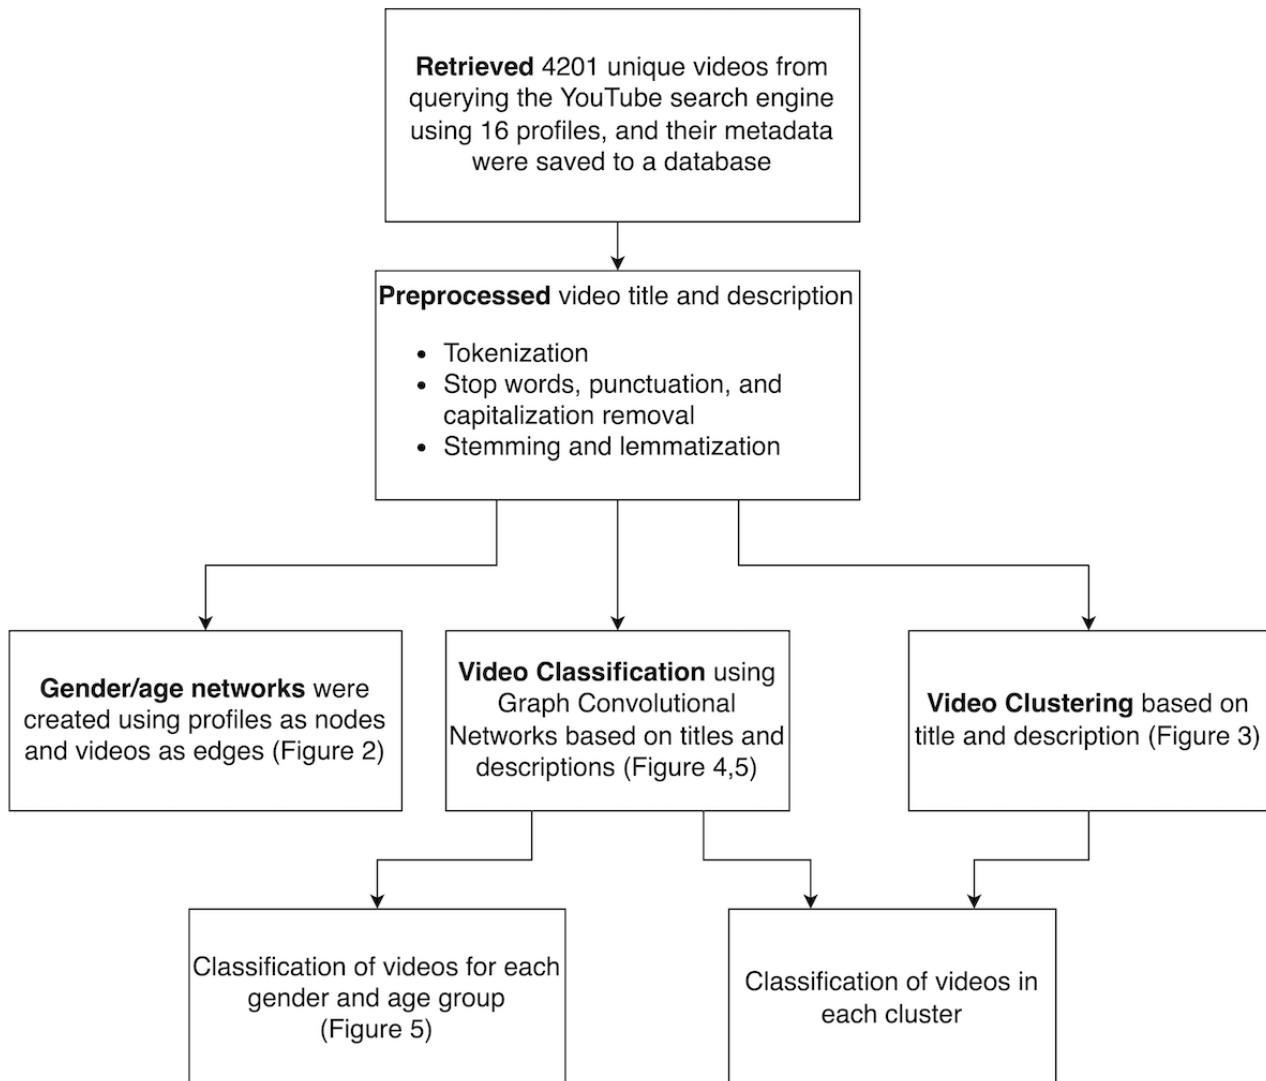 Retrieved 4201 unique videos from
querying the YouTube search engine
using 16 profiles, and their metadata
were saved to a database
Preprocessed video title and description
• Tokenization
• Stop words, punctuation, and
capitalization removal
• Stemming and lemmatization
Gender/age networks were
created using profiles as nodes
and videos as edges (Figure 2)
Video Classification using
Graph Convolutional
Networks based on titles and
descriptions (Figure 4,5)
Video Clustering based on
title and description (Figure 3)
Classification of videos for each
gender and age group
(Figure 5)
Classification of videos in
each cluster